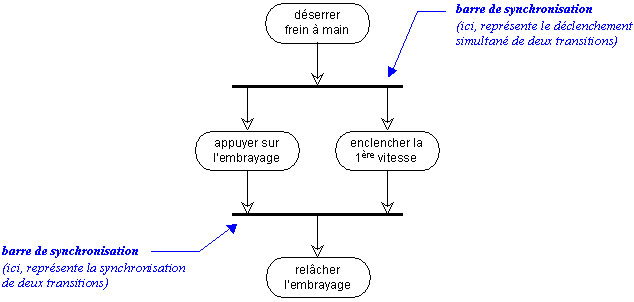 déserrer
frein à main
barre de synchronisation
(ici, représente le déclenchement
simultané de deux transitions)
appuyer sur
l'embrayage
enclencher la
1ère vitesse
barre de synchronisation
(ici, représente la synchronisation
de deux transitions)
relâcher
l'embrayage